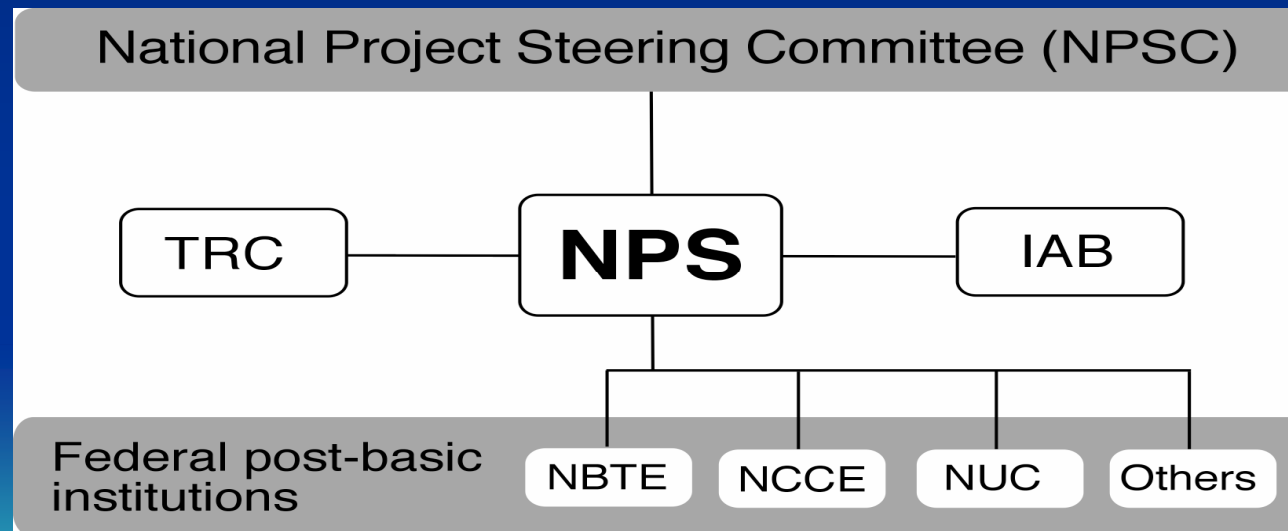 National Project Steering Committee (NPSC)
TRC
NPS
IAB
Federal post-basic
institutions
NBTE
NCCE
NUC
Others